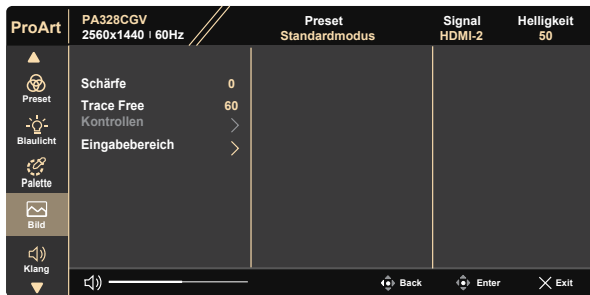 ProArt
PA328CGV
2560x1440 | 60Hz
Preset
Standardmodus
Signal
HDMI-2
Helligkeit
50
Preset
Blaulicht
Palette
Bild
Klang
Schärfe 0
Trace Free 60
Kontrollen
Eingabebereich
Back
Enter
Exit